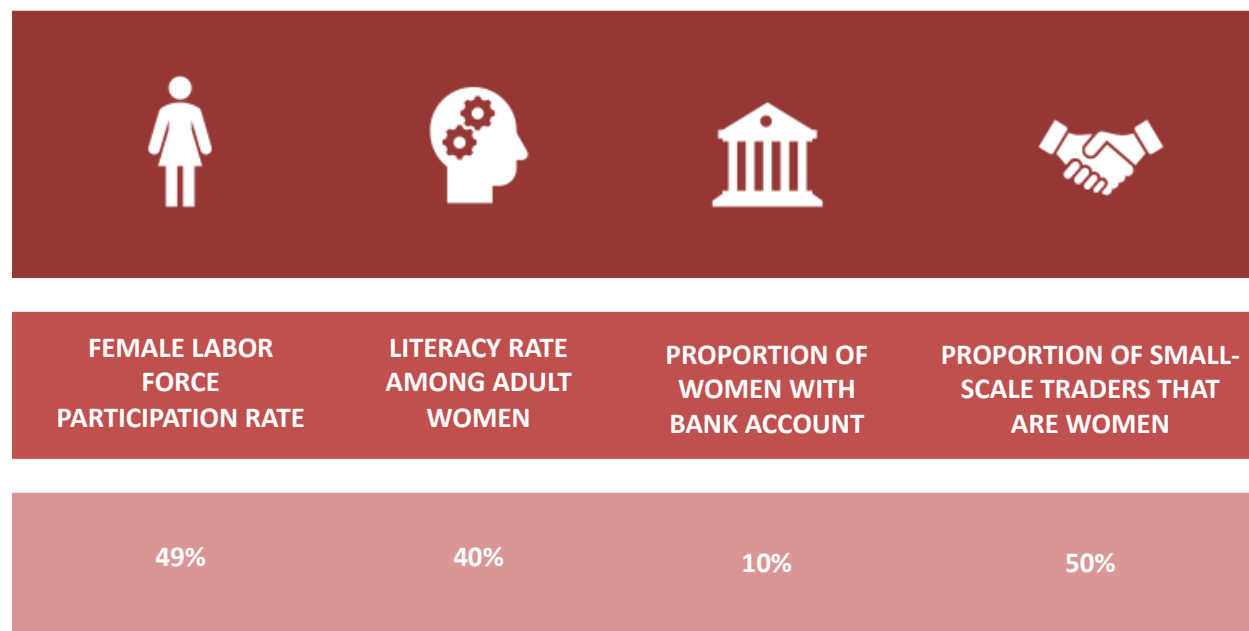 FEMALE LABOR
FORCE
PARTICIPATION RATE
LITERACY RATE
AMONG ADULT
WOMEN
PROPORTION OF
WOMEN WITH
BANK ACCOUNT
PROPORTION OF SMALL-
SCALE TRADERS THAT
ARE WOMEN
49%
40%
10%
50%